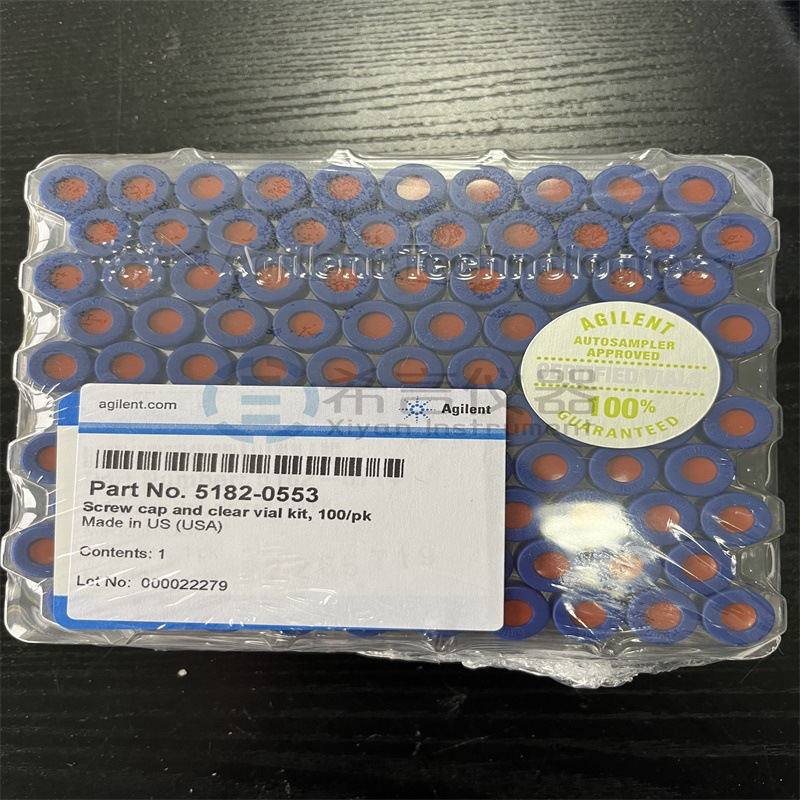 Agilent Technologies
AGILENT
AUTOSAMPLER
APPROVED
100%
GUARANTEED
希言仪器
Xiyan Instrument
agilent.com
Agilent
Part No. 5182-0553
Screw cap and clear vial kit, 100/pk
Made in US (USA)
Contents: 1
Lot No: 000022279